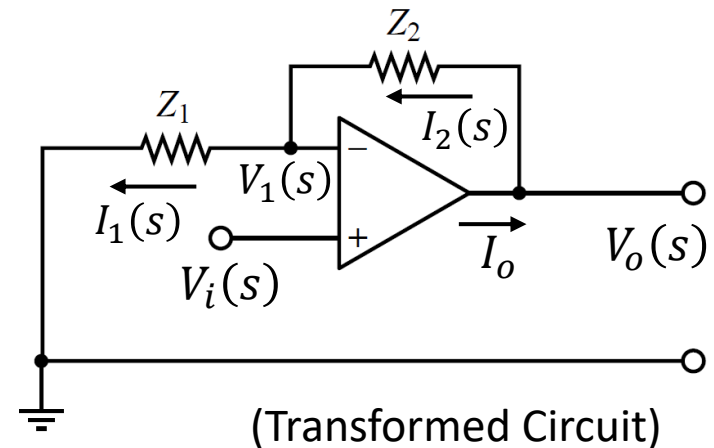 Z₂
Z₁
I₂(s)
−
V₁(s)
I₁(s)
+
Vᵢ(s)
Iₒ
Vₒ(s)
(Transformed Circuit)